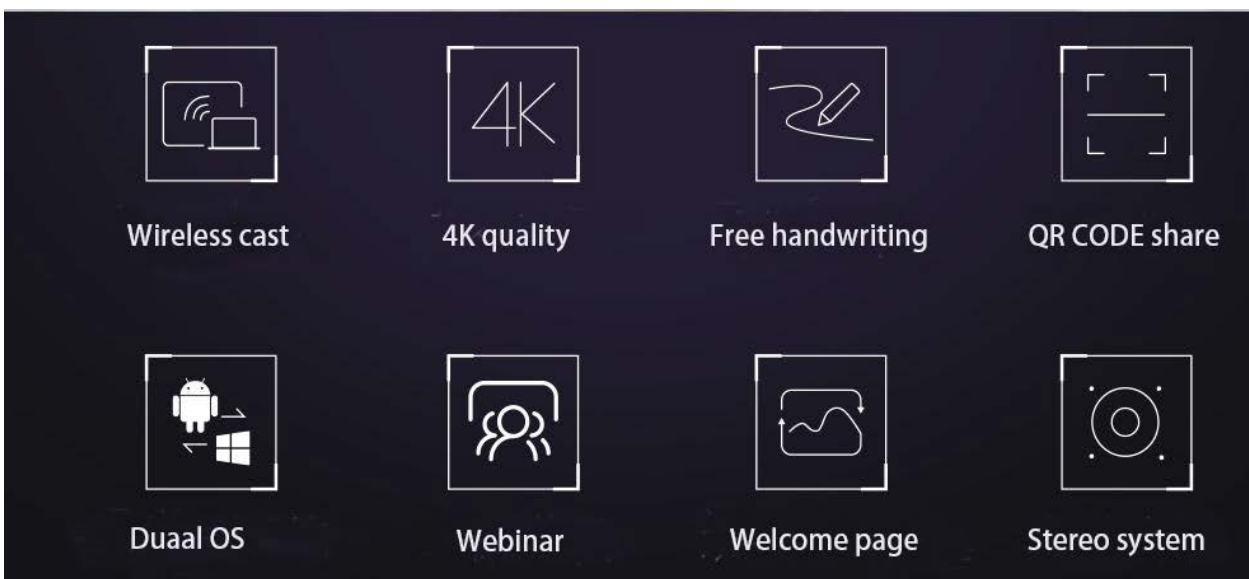 4K
Wireless cast
4K quality
Free handwriting
QR CODE share
Duaal OS
Webinar
Welcome page
Stereo system